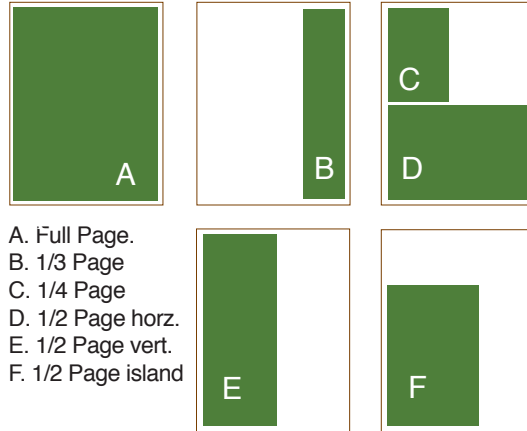 A
B
C
D
A. Full Page.
B. 1/3 Page
C. 1/4 Page
D. 1/2 Page horz.
E. 1/2 Page vert.
F. 1/2 Page island
E
F